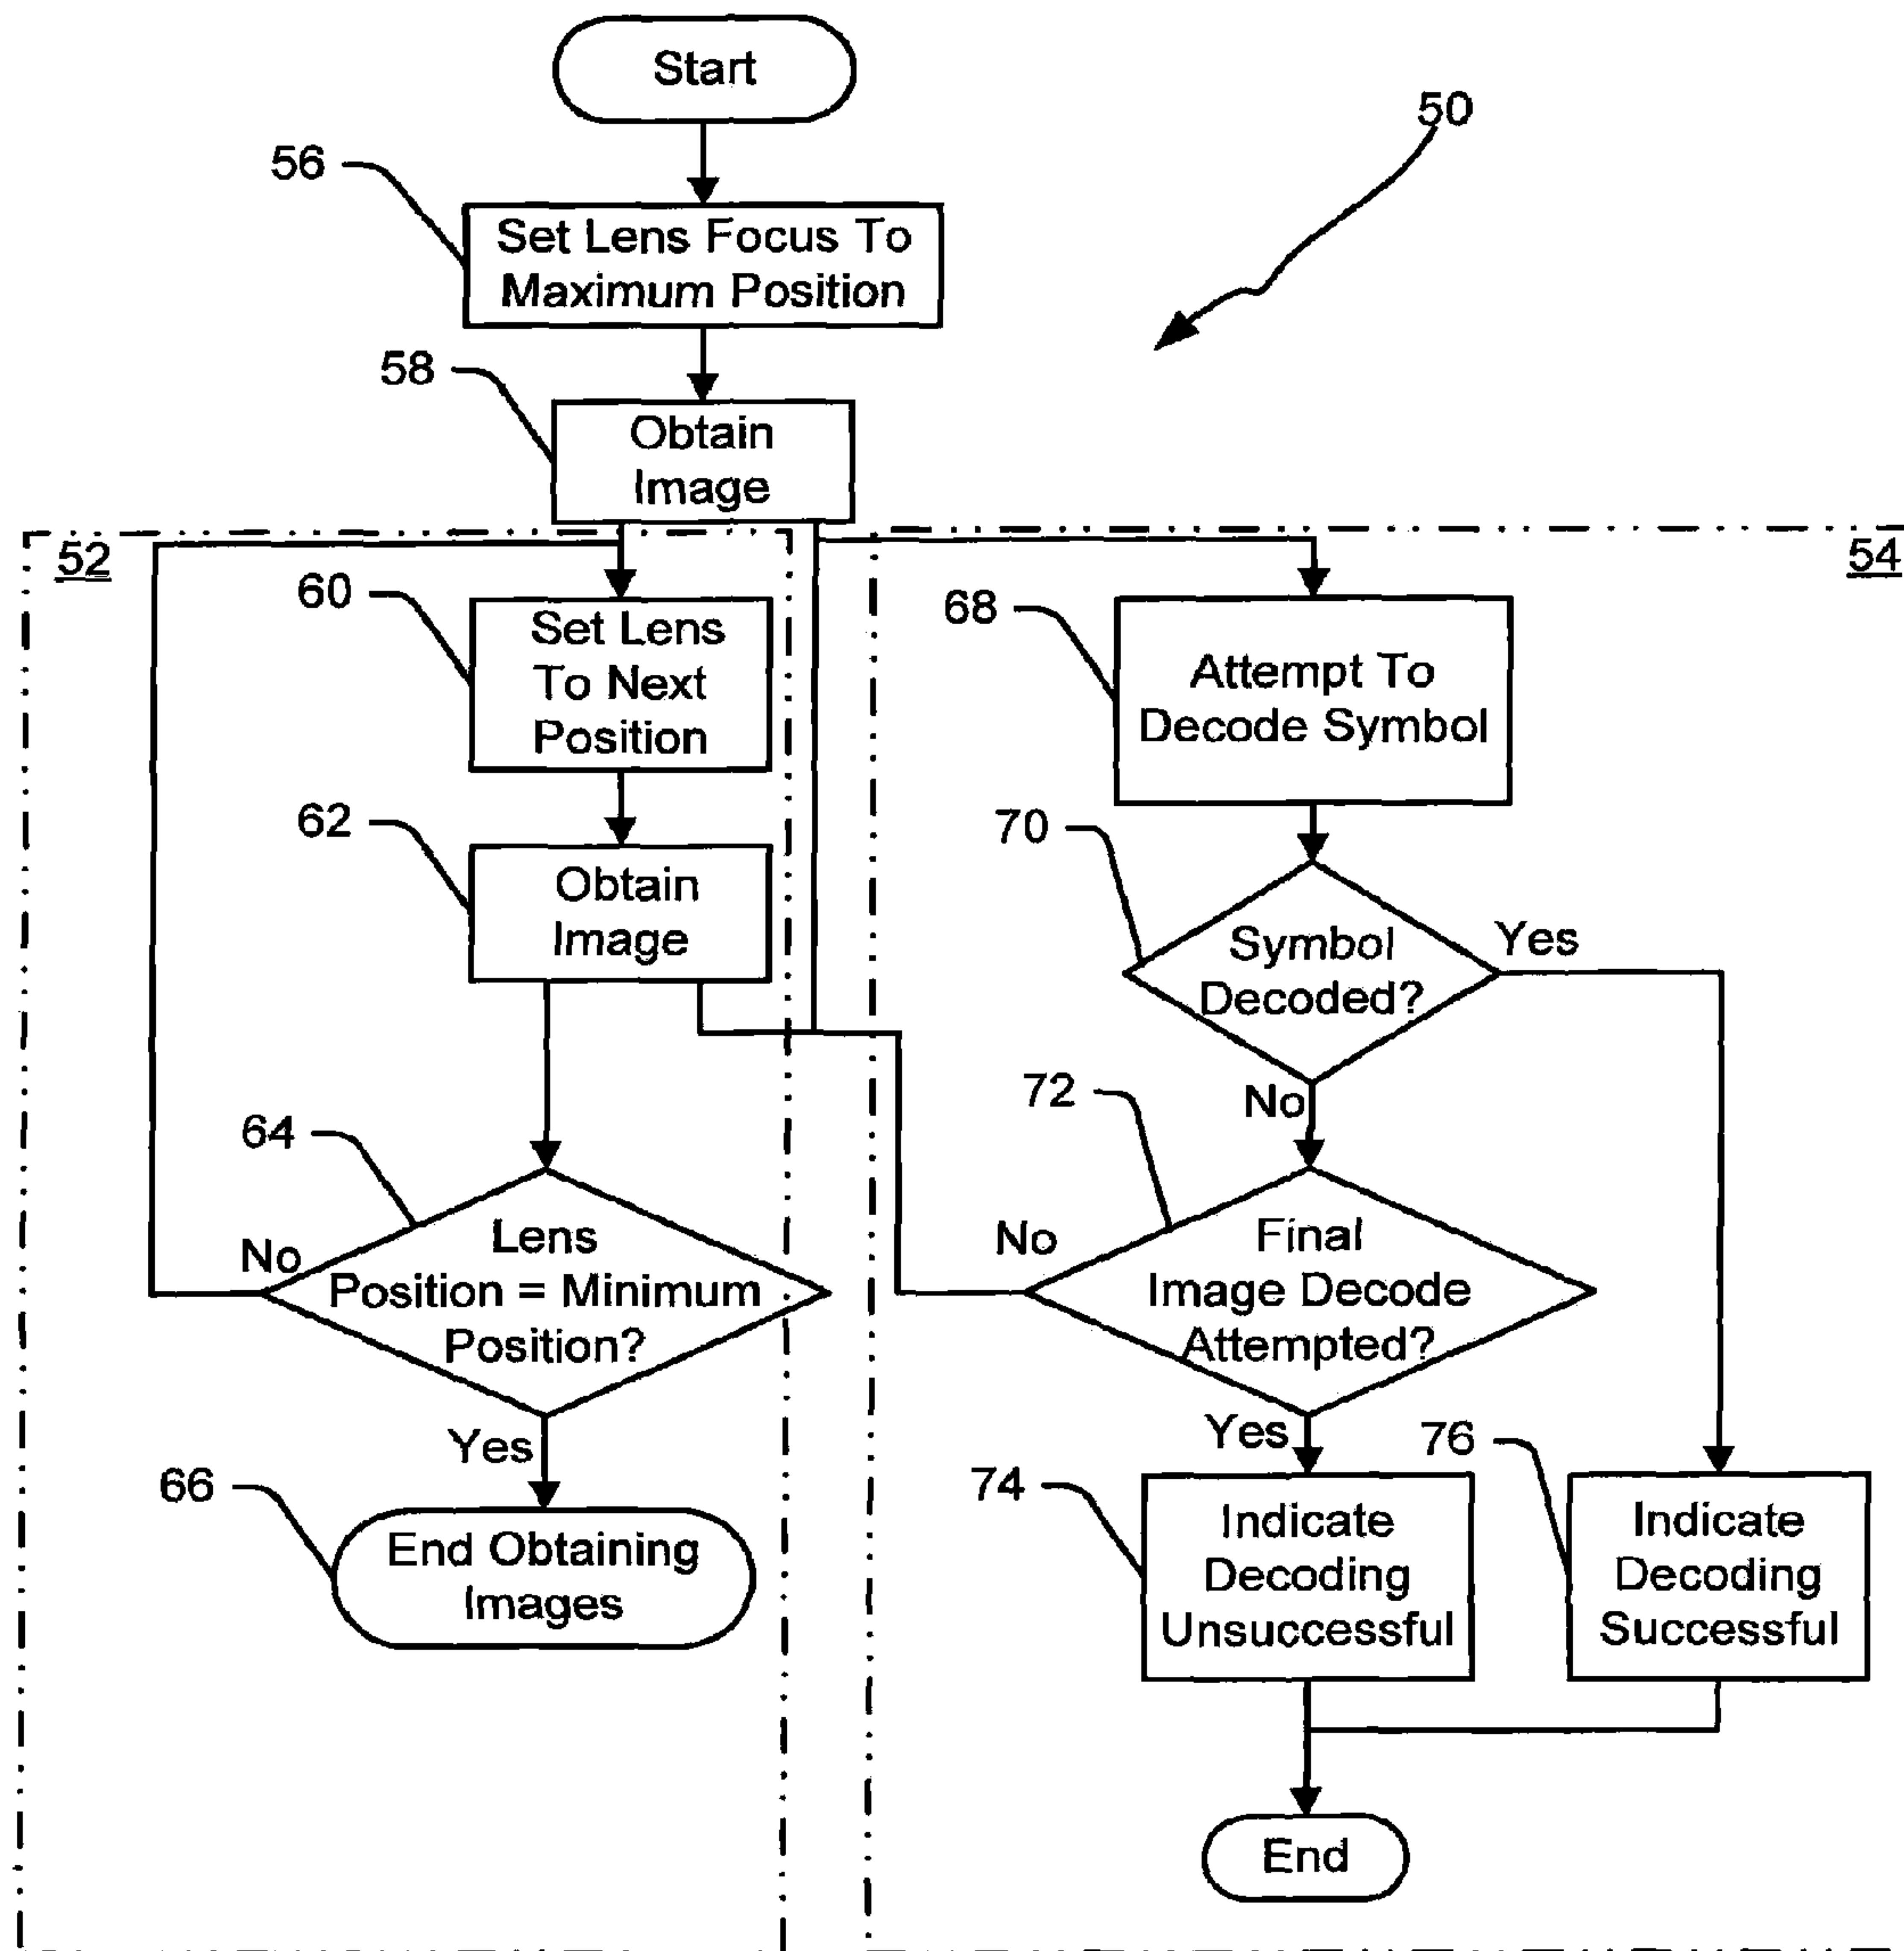 Start
50
56
Set Lens Focus To
Maximum Position
58
Obtain
Image
52
54
60
Set Lens
To Next
Position
68
Attempt To
Decode Symbol
62
Obtain
Image
70
Symbol
Decoded?
Yes
No
64
Lens
Position = Minimum
Position?
No
Yes
72
Final
Image Decode
Attempted?
No
Yes
66
End Obtaining
Images
74
Indicate
Decoding
Unsuccessful
76
Indicate
Decoding
Successful
End